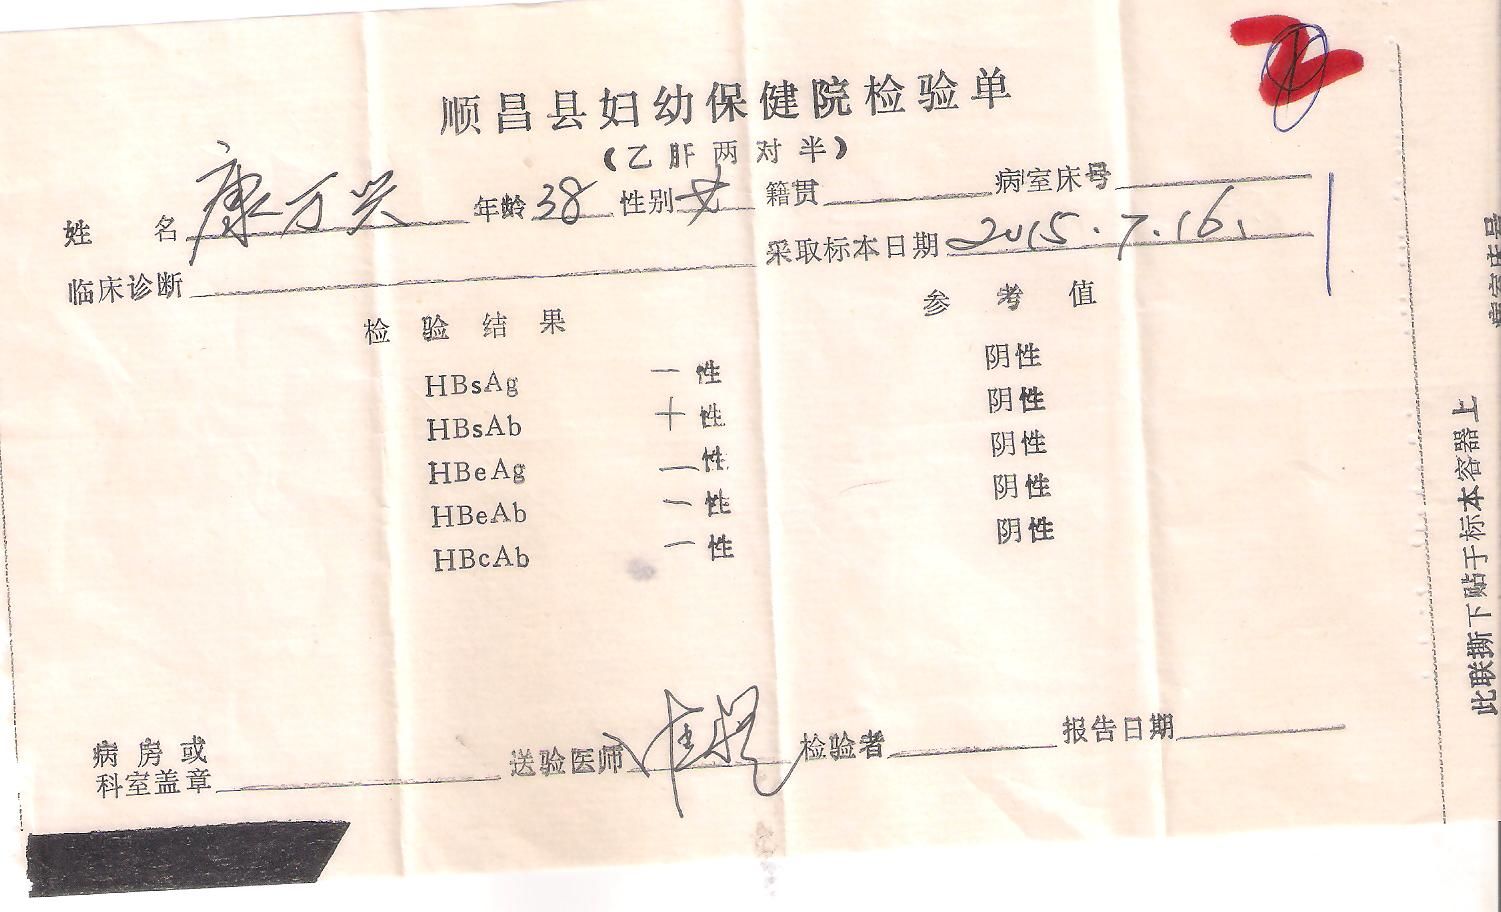 顺昌县妇幼保健院检验单
（乙肝两对半）
姓 名 康万兴 年龄 38 性别 女 籍贯 病室床号
临床诊断 采取标本日期 2015.7.16.
检验结果 参考值
HBsAg 一性 阴性
HBsAb 十性 阴性
HBeAg 一性 阴性
HBeAb 一性 阴性
HBcAb 一性 阴性
病房或
科室盖章 送验医师 检验者 报告日期
此联撕下贴于标本容器上